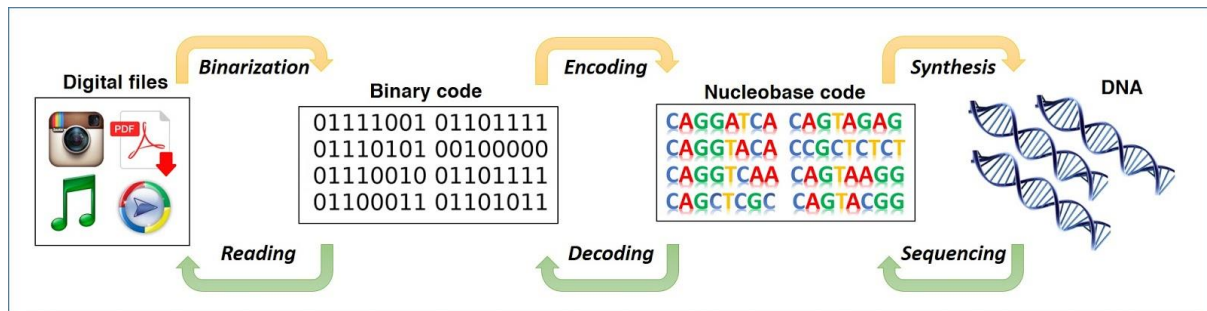 Binarization
Encoding
Synthesis
Digital files
Binary code
Nucleobase code
DNA
PDF
01111001 01101111
01110101 00100000
01110010 01101111
01100011 01101011
CAGGATCA CAGTAGAG
CAGGTACA CCGCTCTCT
CAGGTCAA CAGTAAGG
CAGCTCGC CAGTACGG
Reading
Decoding
Sequencing